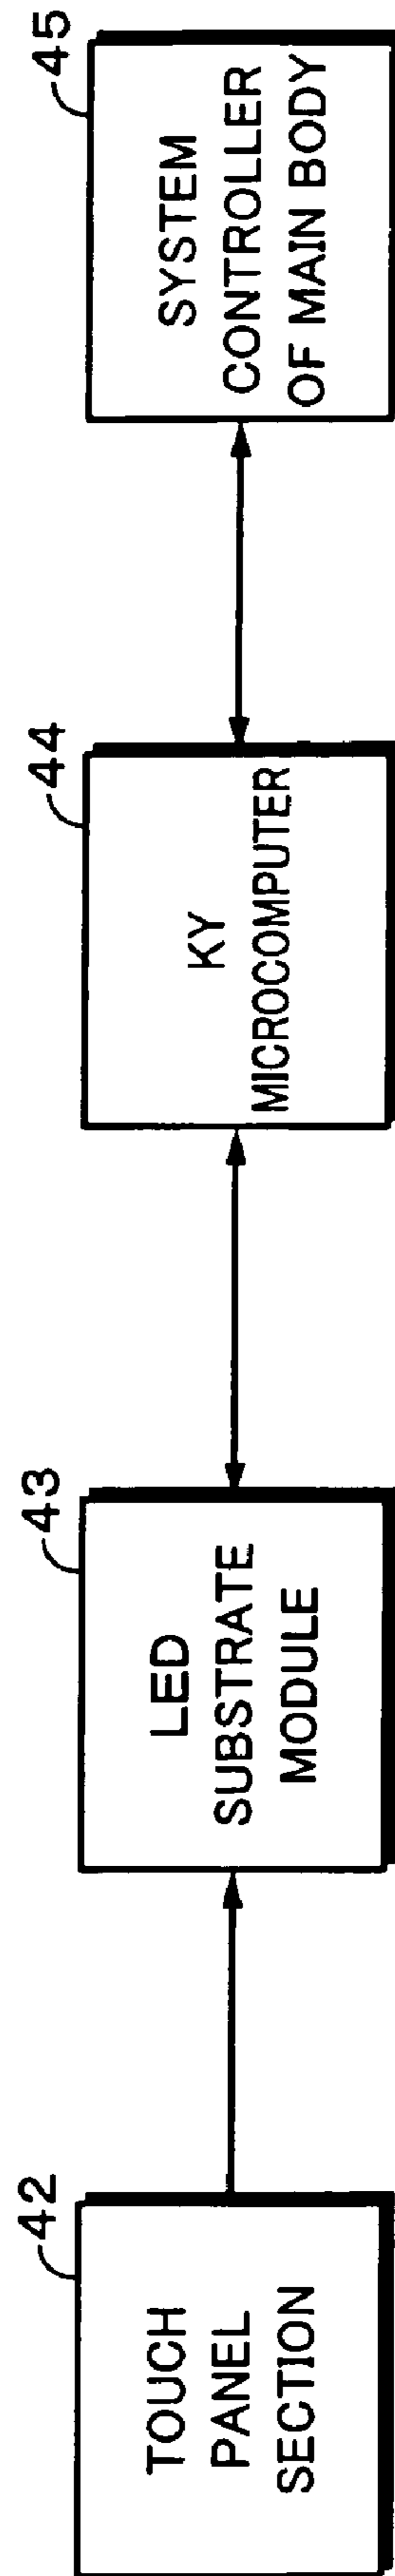 42
TOUCH
PANEL
SECTION
43
LED
SUBSTRATE
MODULE
44
KY
MICROCOMPUTER
45
SYSTEM
CONTROLLER
OF MAIN BODY